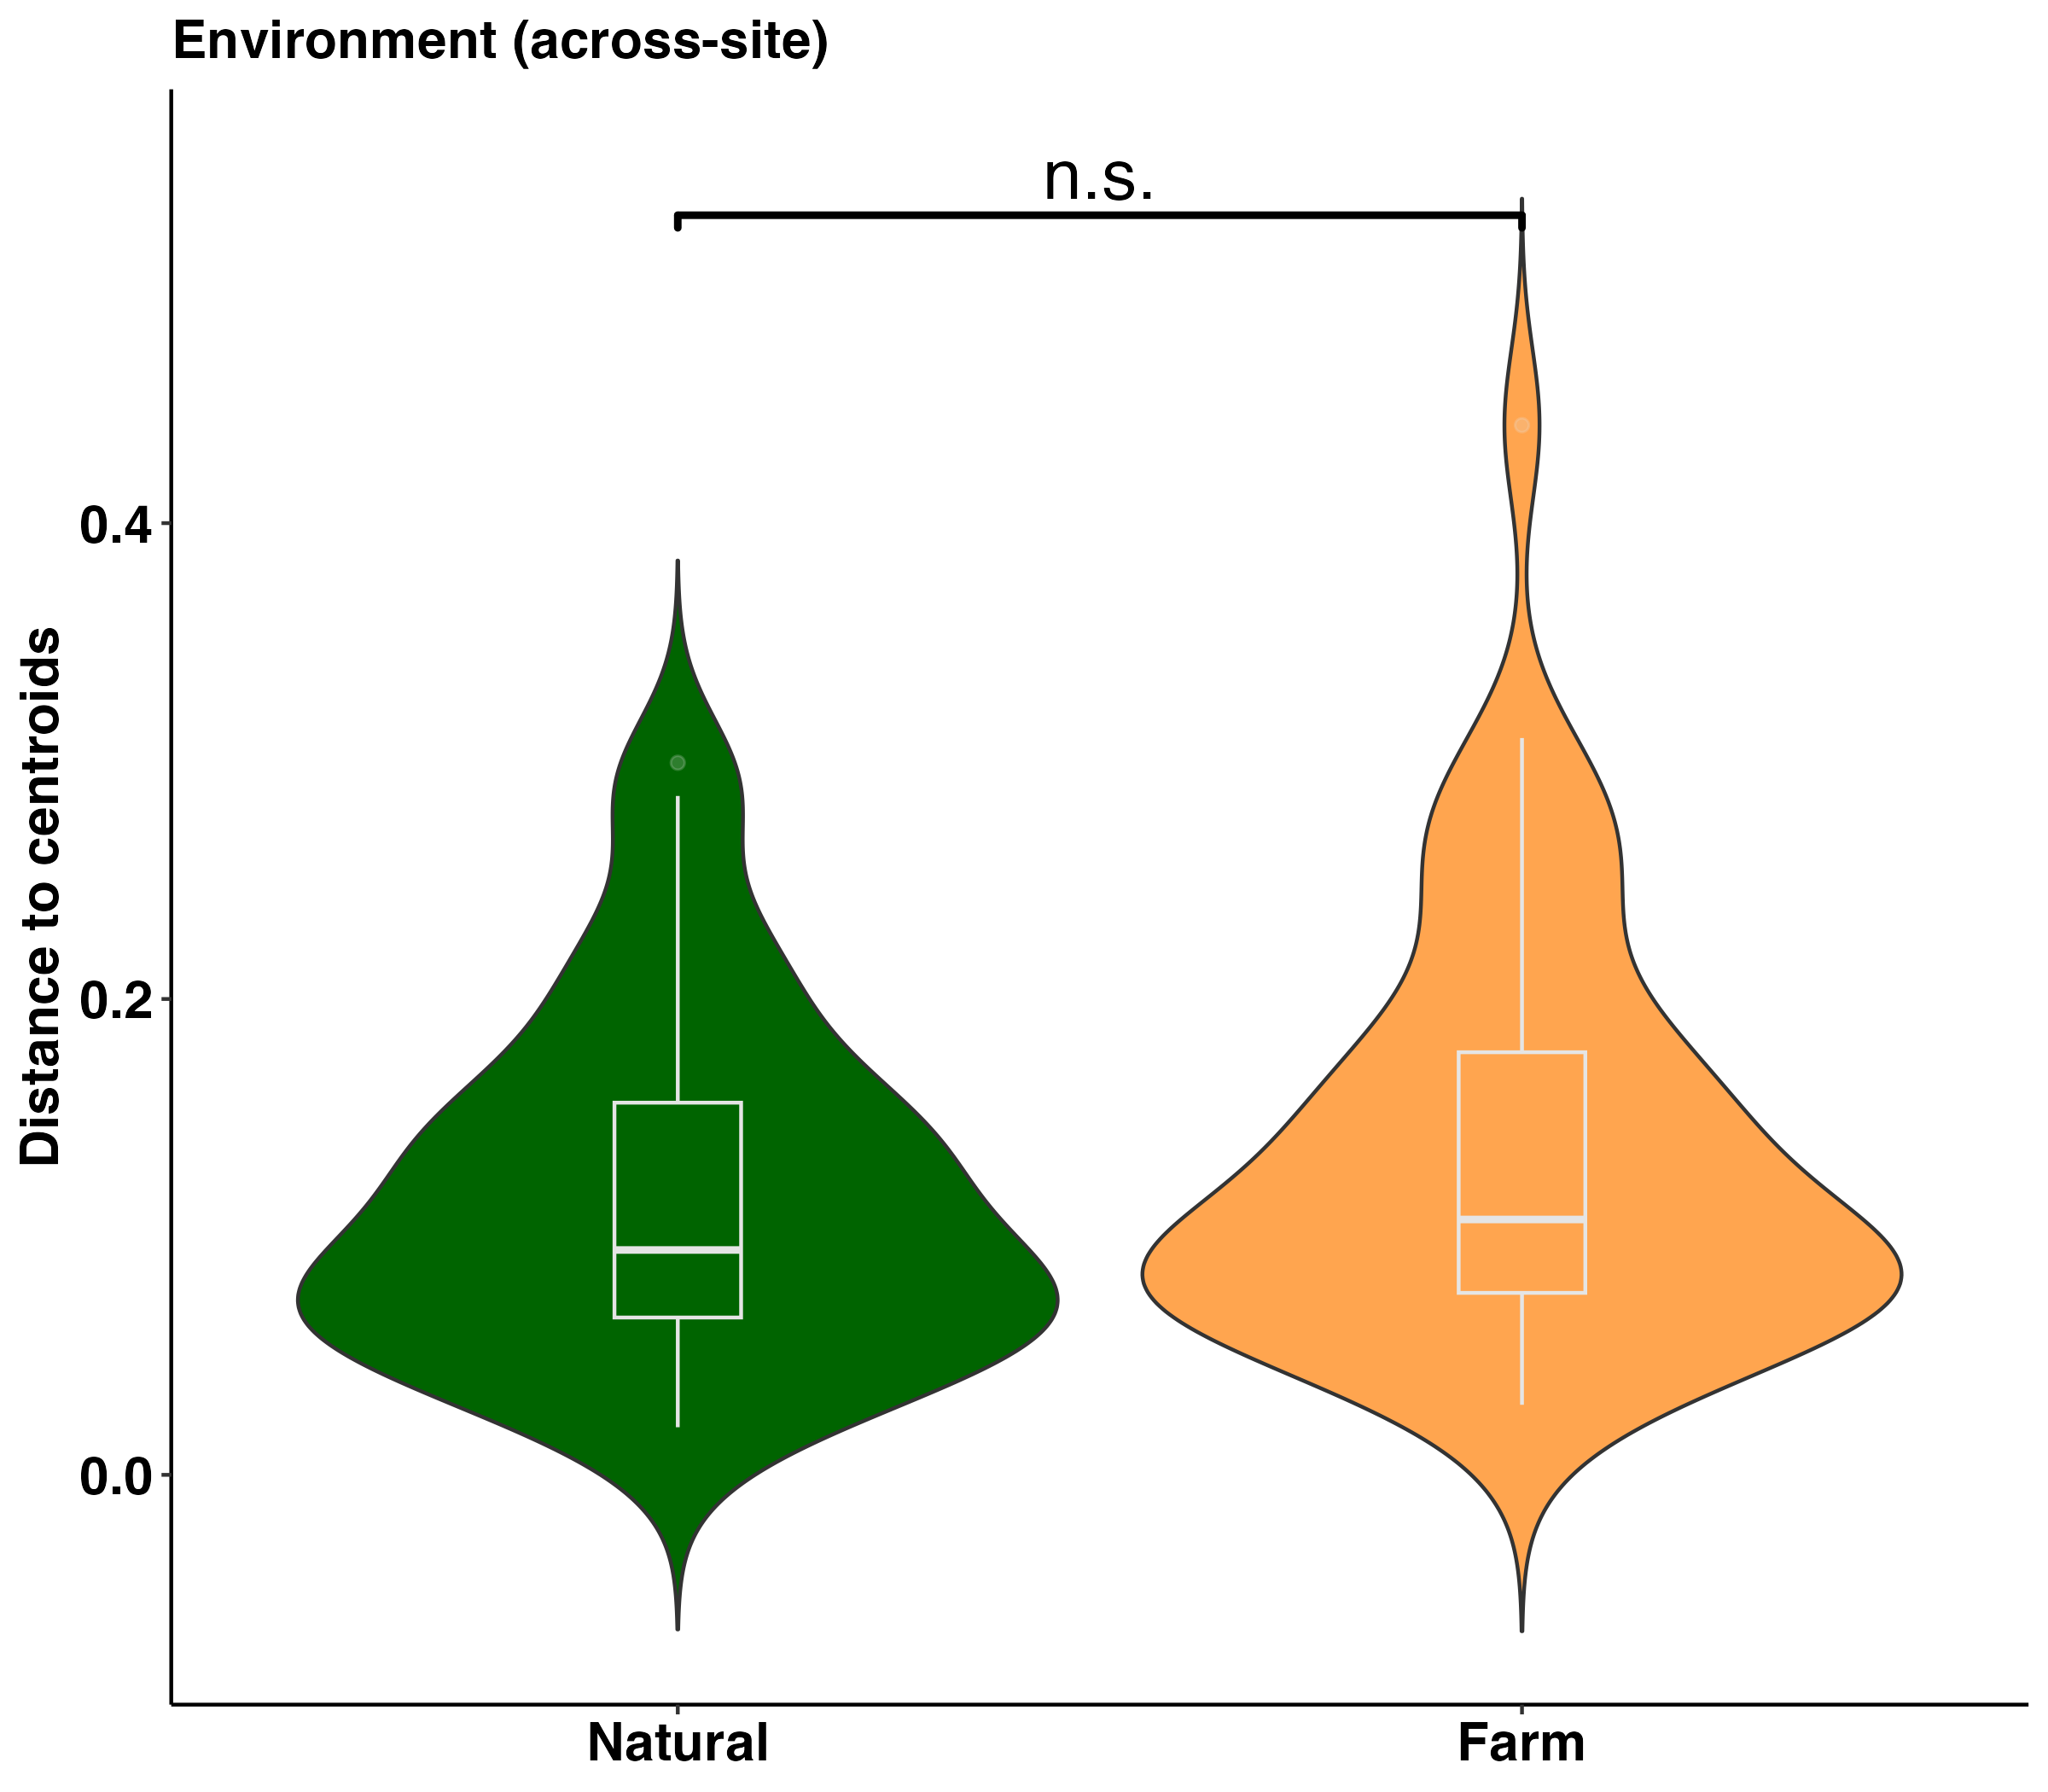 Environment (across-site)
n.s.
Distance to centroids
0.4
0.2
0.0
Natural
Farm